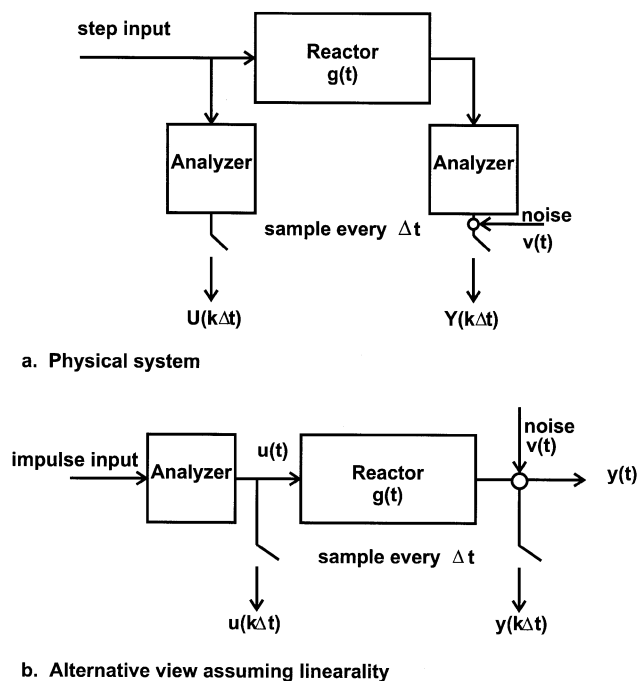 step input
Reactor
g(t)
Analyzer
Analyzer
noise
sample every Δt
v(t)
U(kΔt)
Y(kΔt)
a. Physical system
noise
v(t)
impulse input
Analyzer
u(t)
Reactor
g(t)
y(t)
sample every Δt
u(kΔt)
y(kΔt)
b. Alternative view assuming linearality